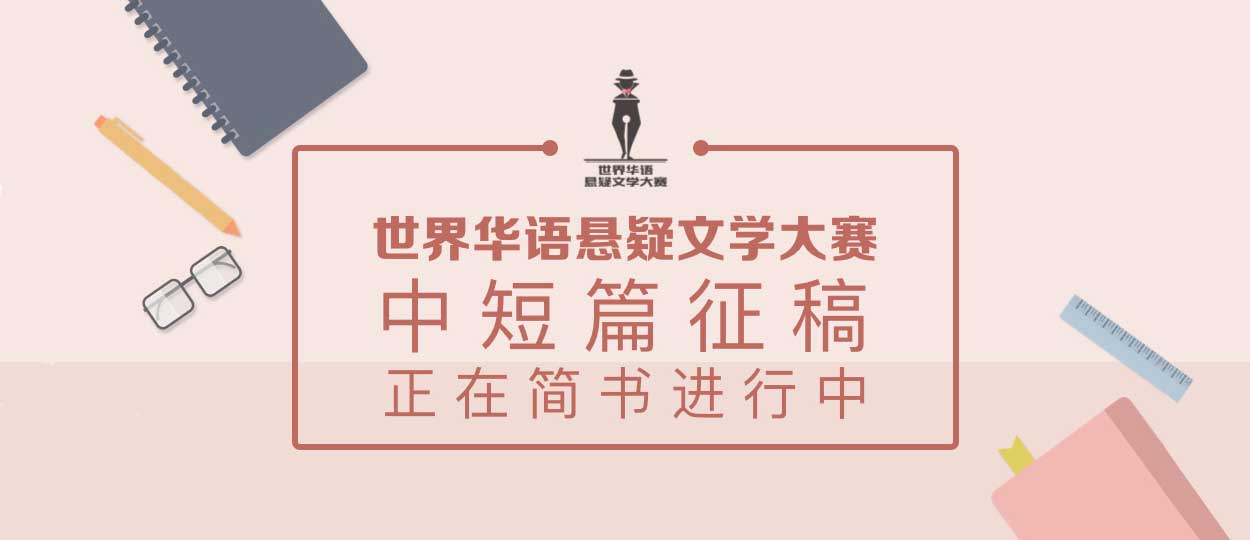 世界华语
悬疑文学大赛
世界华语悬疑文学大赛
中短篇征稿
正在简书进行中